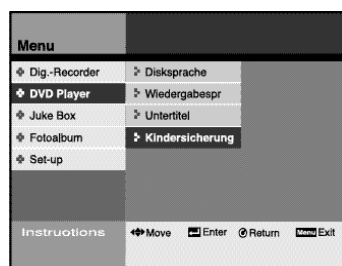 Menu
Dig.-Recorder
DVD Player
Juke Box
Fotoalbum
Set-up
Disksprache
Wiedergabespr
Untertitel
Kindersicherung
Instructions
Move Enter Return Menu Exit